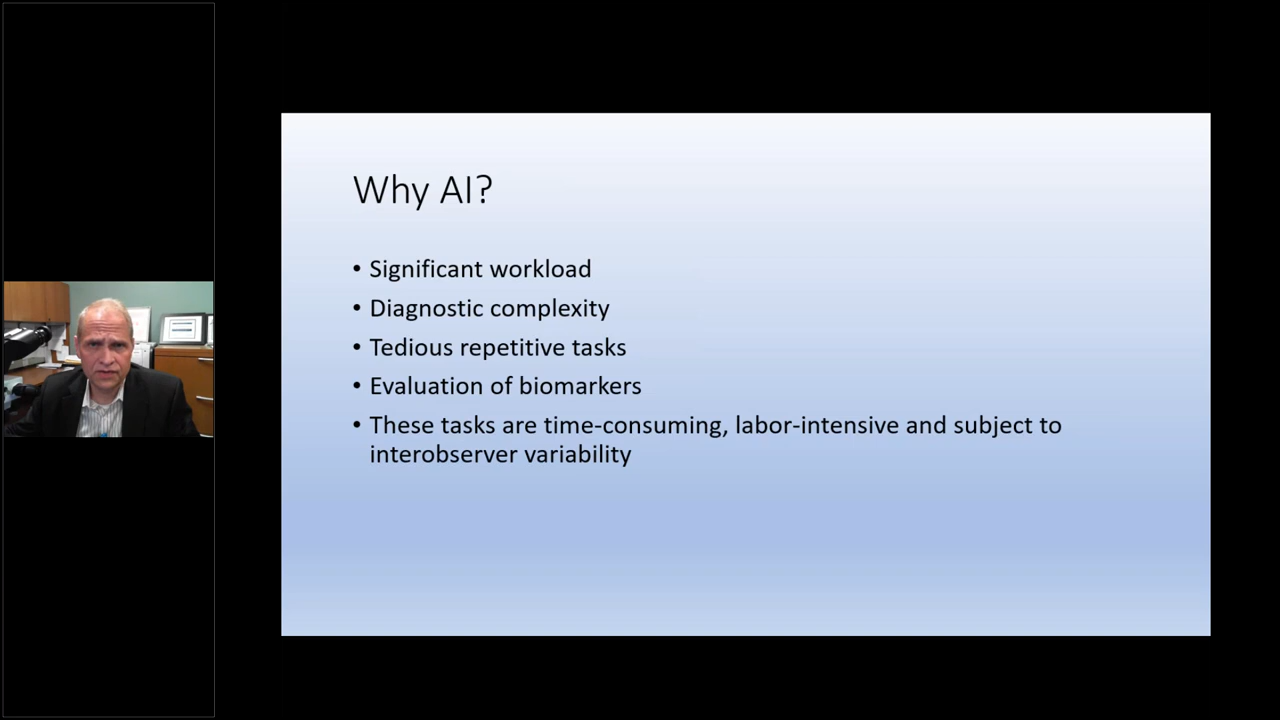 Why AI?
• Significant workload
• Diagnostic complexity
• Tedious repetitive tasks
• Evaluation of biomarkers
• These tasks are time-consuming, labor-intensive and subject to
interobserver variability